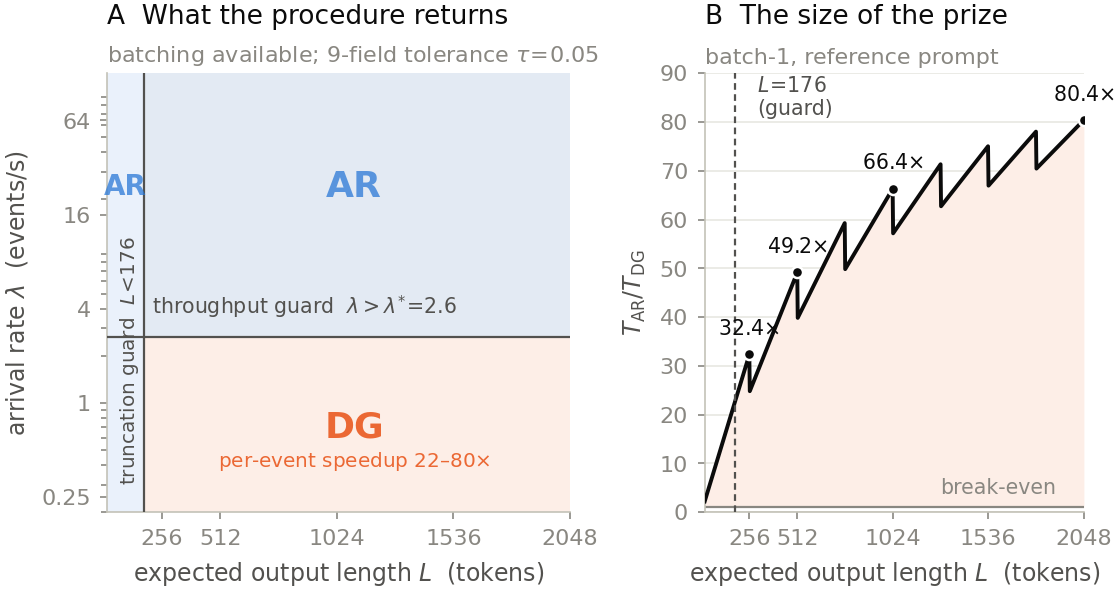 A What the procedure returns
batching available; 9-field tolerance τ=0.05
arrival rate λ (events/s)
64
16
4
1
0.25
AR
AR
truncation guard L<176
throughput guard λ>λ*=2.6
DG
per-event speedup 22–80×
256 512 1024 1536 2048
expected output length L (tokens)
B The size of the prize
batch-1, reference prompt
T_AR/T_DG
90
80
70
60
50
40
30
20
10
0
L=176
(guard)
32.4×
49.2×
66.4×
80.4×
break-even
256 512 1024 1536 2048
expected output length L (tokens)